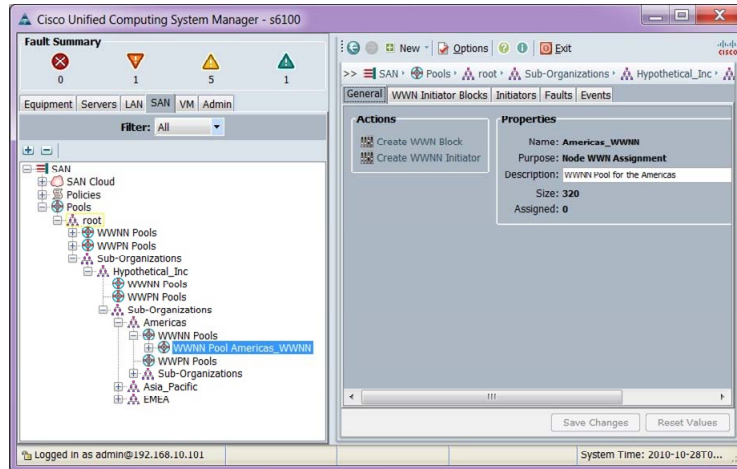 Cisco Unified Computing System Manager - s6100
Fault Summary
0 1 5 1
Equipment Servers LAN SAN VM Admin
Filter: All
SAN
SAN Cloud
Policies
Pools
root
WWNN Pools
WWPN Pools
Sub-Organizations
Hypothetical_Inc
WWNN Pools
WWPN Pools
Sub-Organizations
Americas
WWNN Pools
WWNN Pool Americas_WWNN
WWPN Pools
Sub-Organizations
Asia_Pacific
EMEA
New Options Exit
CISCO
>> SAN Pools root Sub-Organizations Hypothetical_Inc
General WWN Initiator Blocks Initiators Faults Events
Actions
Create WWN Block
Create WWNN Initiator
Properties
Name: Americas_WWNN
Purpose: Node WWN Assignment
Description: WWNN Pool for the Americas
Size: 320
Assigned: 0
Save Changes Reset Values
Logged in as admin@192.168.10.101
System Time: 2010-10-28T0...